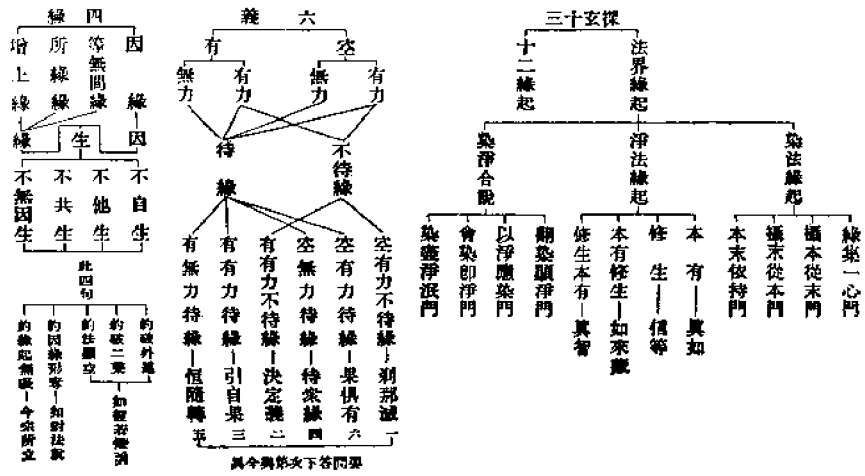 探玄十三
法界緣起
十二緣起
染法緣起
淨法緣起
染淨合說
緣集一心門
攝本從末門
攝末從本門
本末依持門
本有—眞如
修生—信等
本有修生—如來藏
修生本有—眞智
翻染顯淨門
以淨應染門
會染即淨門
染盡淨泯門
六義
空
有
有力
無力
有力
無力
不待緣
待緣
空有力不待緣—刹那滅 一
空有力待緣—果俱有 六
空無力待緣—待衆緣 四
有有力不待緣—決定義 二
有有力待緣—引自果 三
有無力待緣—恒隨轉 五
要問答下次第與今異
四緣
因緣
等無間緣
所緣緣
增上緣
因
生
緣
不自生
不他生
不共生
不無因生
此四句
約破外道
約破二乘
約法顯空
如般若燈論
約因緣形奪—如對法說
約緣起無礙—今宗所立